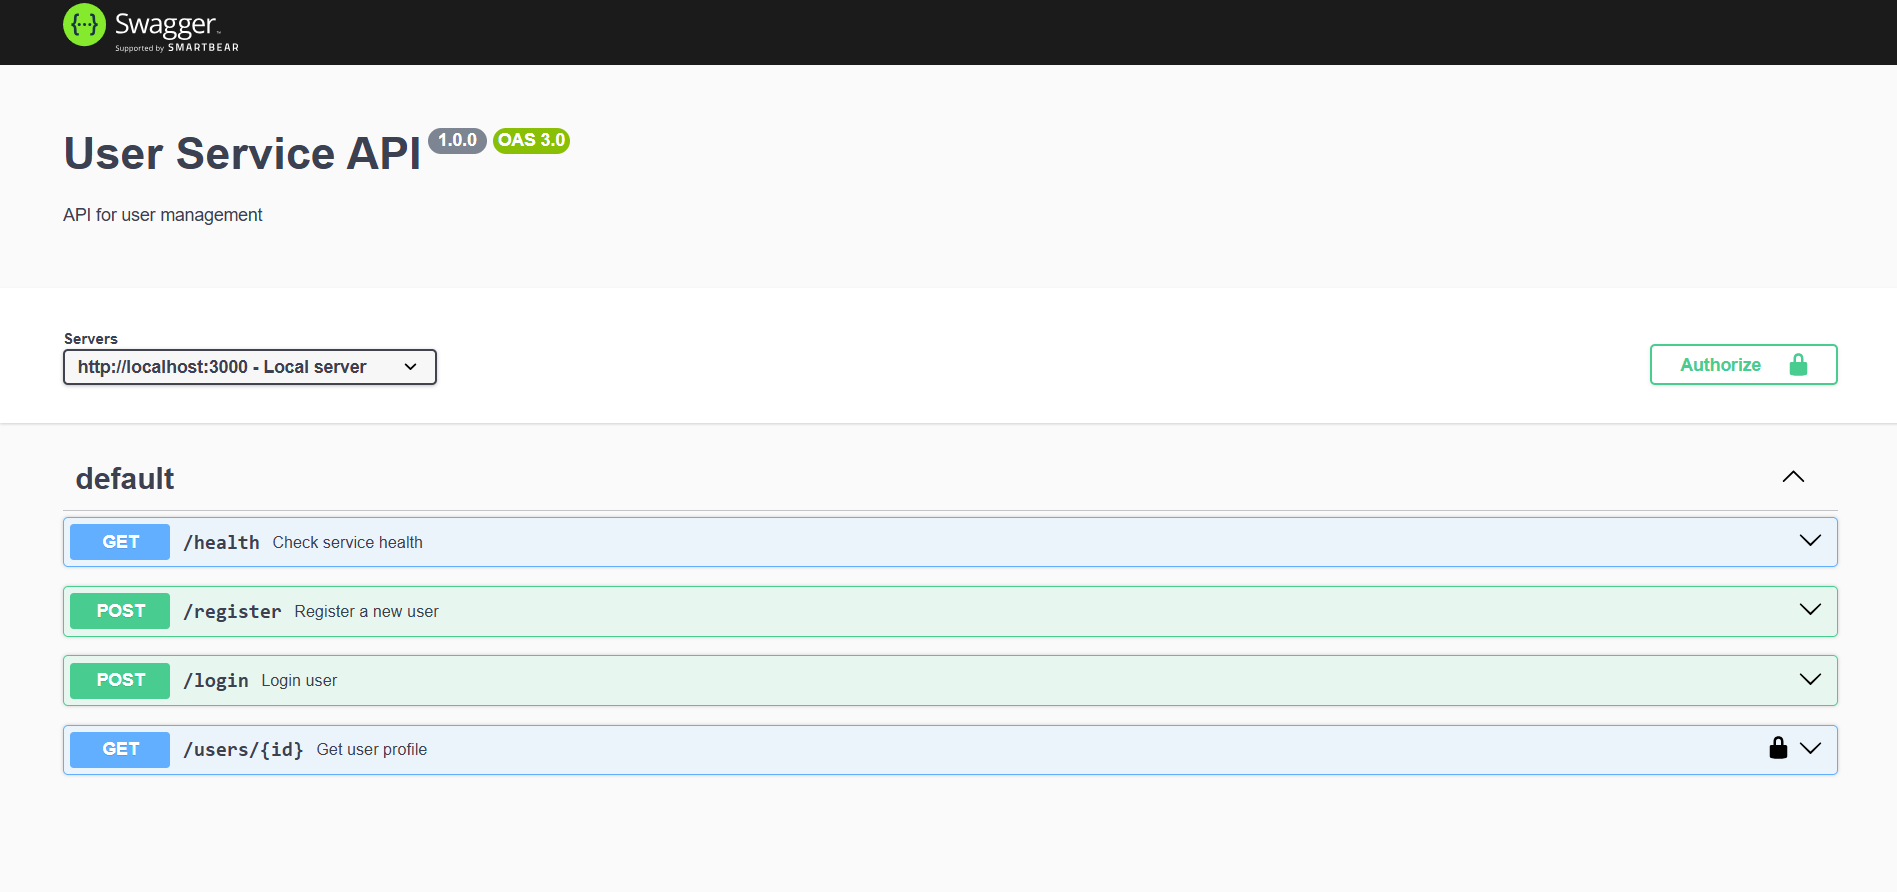 {···} Swagger™
Supported by SMARTBEAR
User Service API 1.0.0 OAS 3.0
API for user management
Servers
http://localhost:3000 - Local server
Authorize
default
GET /health Check service health
POST /register Register a new user
POST /login Login user
GET /users/{id} Get user profile